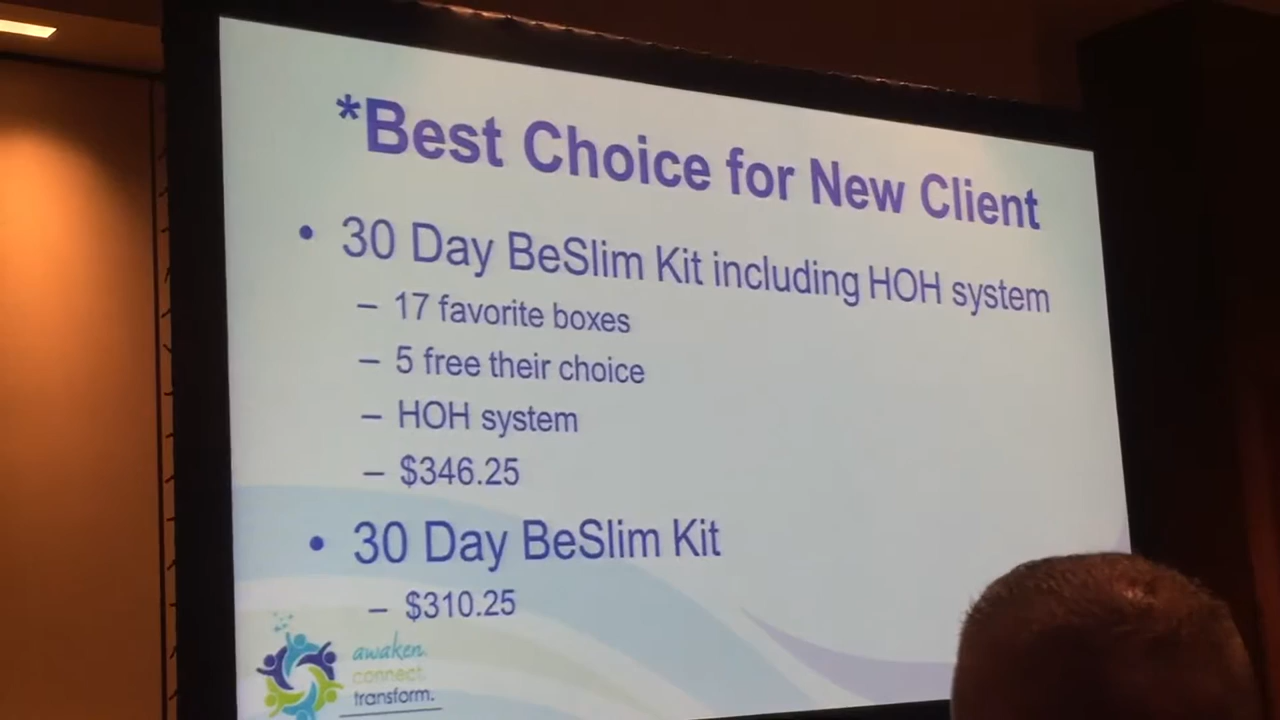 *Best Choice for New Client
• 30 Day BeSlim Kit including HOH system
– 17 favorite boxes
– 5 free their choice
– HOH system
– $346.25
• 30 Day BeSlim Kit
– $310.25
awaken.
connect.
transform.